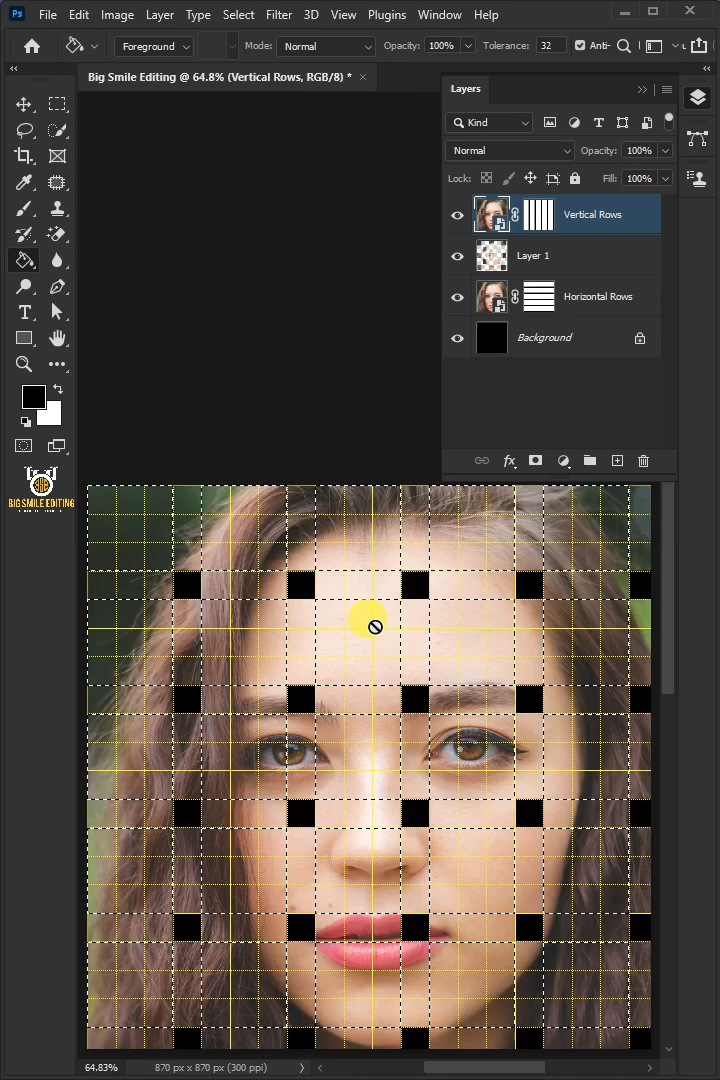 Ps File Edit Image Layer Type Select Filter 3D View Plugins Window Help
Foreground Mode: Normal Opacity: 100% Tolerance: 32 Anti-
Big Smile Editing @ 64.8% (Vertical Rows, RGB/8) *
Layers
Kind
Normal Opacity: 100%
Lock: Fill: 100%
Vertical Rows
Layer 1
Horizontal Rows
Background
fx
BIG SMILE EDITING
64.83% 870 px x 870 px (300 ppi)